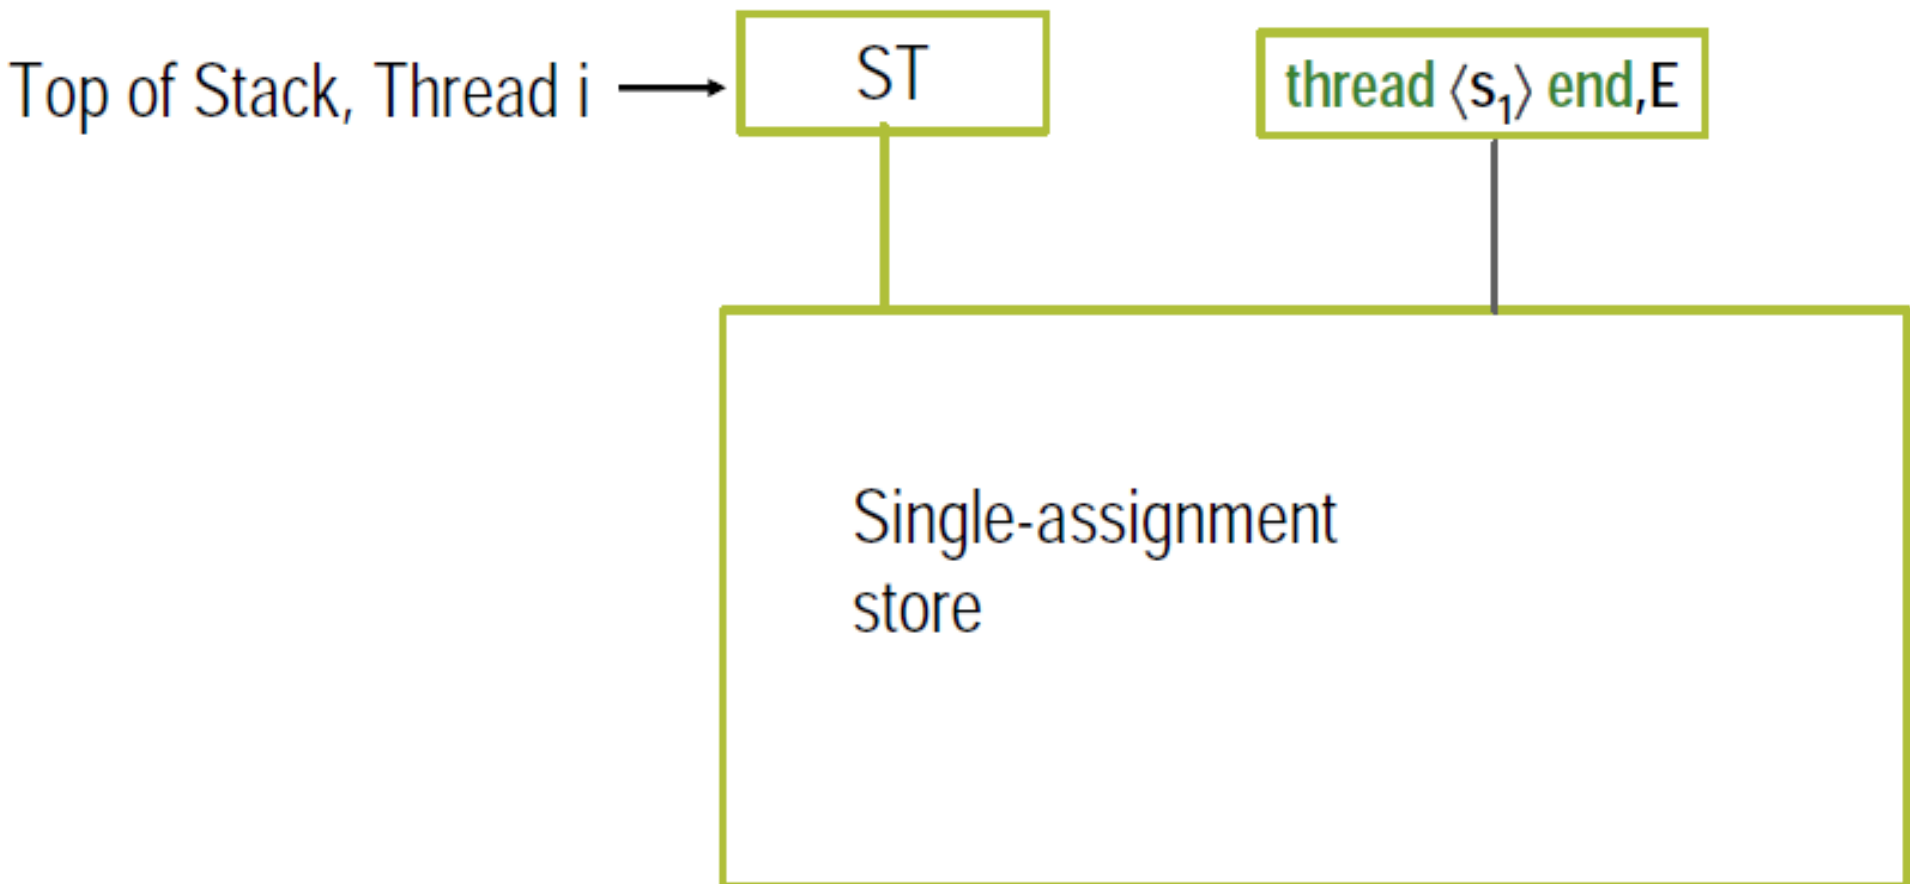 Top of Stack, Thread i
ST
thread ⟨s₁⟩ end,E
Single-assignment
store